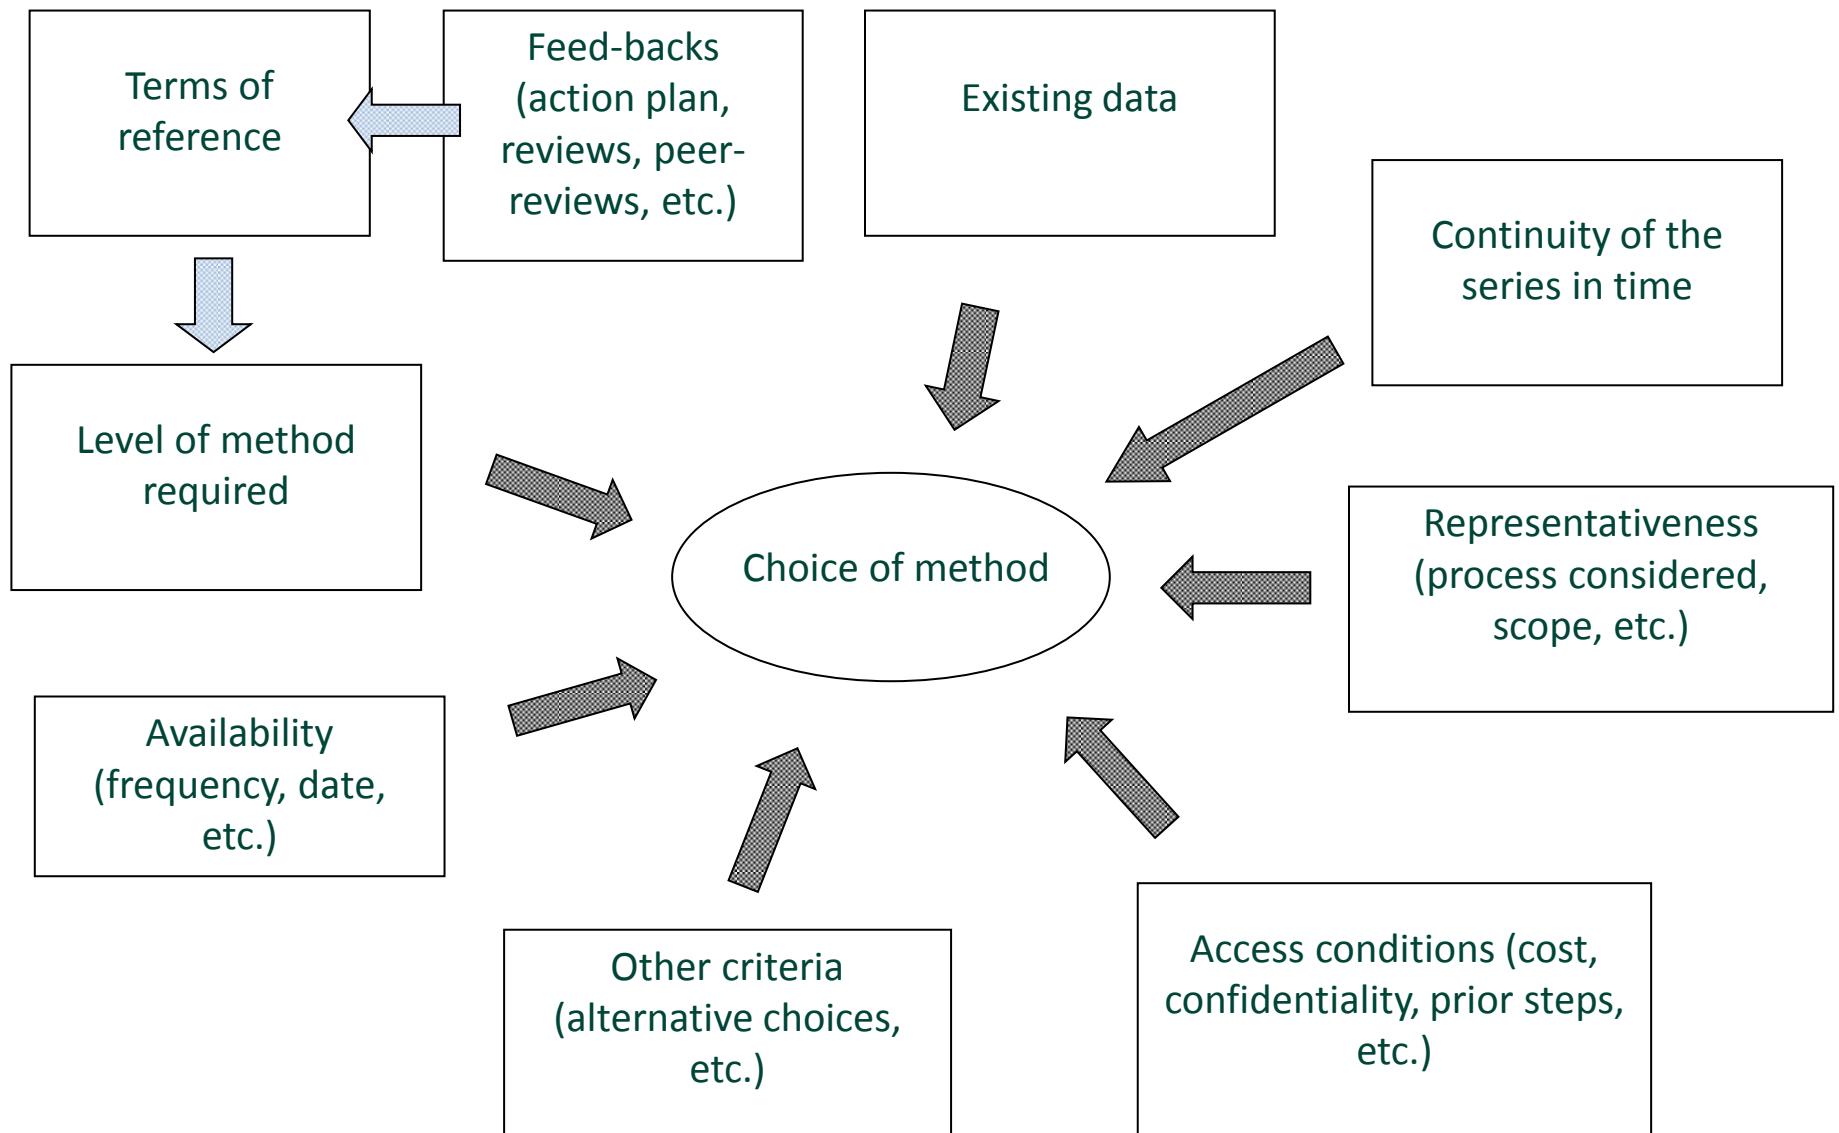 Terms of
reference
Feed-backs
(action plan,
reviews, peer-
reviews, etc.)
Existing data
Continuity of the
series in time
Level of method
required
Choice of method
Representativeness
(process considered,
scope, etc.)
Availability
(frequency, date,
etc.)
Other criteria
(alternative choices,
etc.)
Access conditions (cost,
confidentiality, prior steps,
etc.)